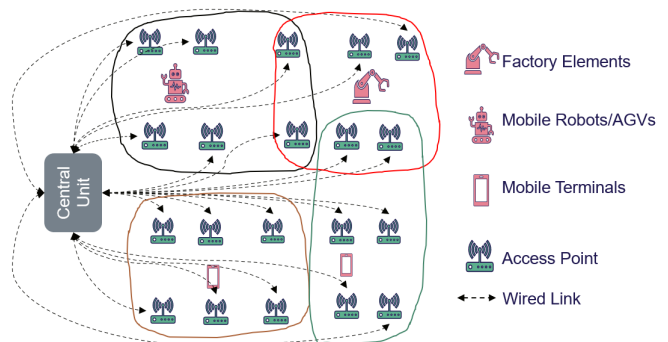 Factory Elements
Mobile Robots/AGVs
Central
Unit
Mobile Terminals
Access Point
Wired Link